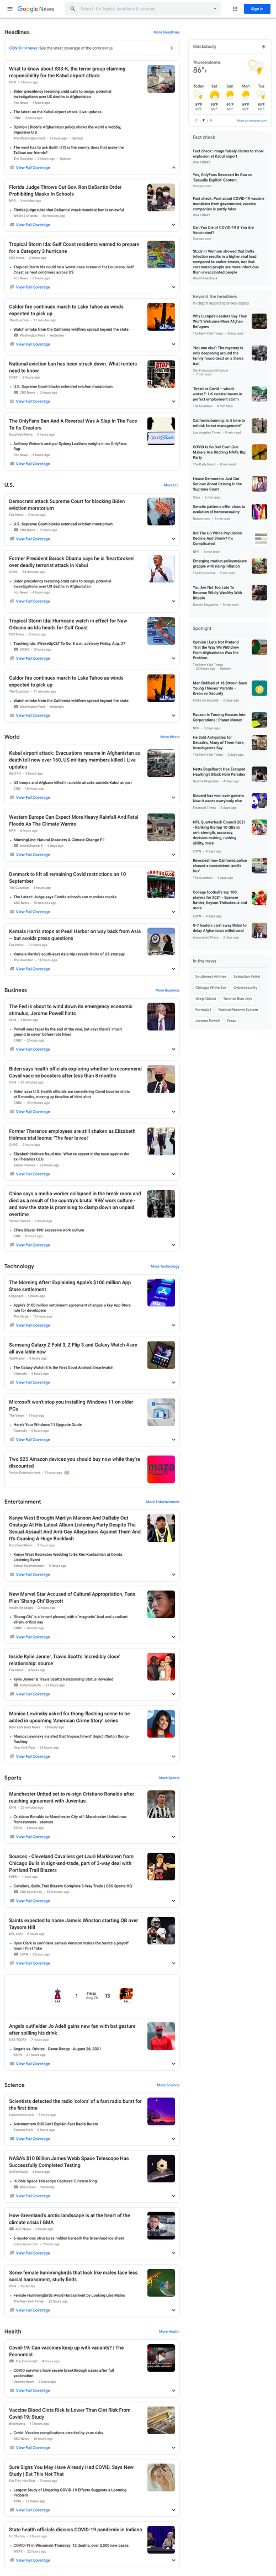 Google News
Search for topics, locations & sources
Sign in
Headlines
More Headlines
COVID-19 news: See the latest coverage of the coronavirus
What to know about ISIS-K, the terror group claiming
responsibility for the Kabul airport attack
Biden presidency teetering amid calls to resign, potential
investigations over US deaths in Afghanistan
The latest on the Kabul airport attack: Live updates
Opinion | Biden's Afghanistan policy shows the world a wobbly,
impotent U.S.
The west has to ask itself: if IS is the enemy, does that make the
Taliban our friends?
View Full Coverage
Florida Judge Throws Out Gov. Ron DeSantis Order
Prohibiting Masks In Schools
Florida judge rules that DeSantis' mask mandate ban is unlawful
View Full Coverage
Tropical Storm Ida: Gulf Coast residents warned to prepare
for a Category 3 hurricane
Tropical Storm Ida could be a 'worst-case scenario' for Louisiana, Gulf
Coast as heat continues across US
View Full Coverage
Caldor fire continues march to Lake Tahoe as winds
expected to pick up
Watch smoke from the California wildfires spread beyond the state
View Full Coverage
National eviction ban has been struck down. What renters
need to know
U.S. Supreme Court blocks extended eviction moratorium
View Full Coverage
The OnlyFans Ban And A Reversal Was A Slap In The Face
To Its Creators
Anthony Weiner's sext pal Sydney Leathers weighs in on OnlyFans
flap
View Full Coverage
U.S.
More U.S.
Democrats attack Supreme Court for blocking Biden
eviction moratorium
U.S. Supreme Court blocks extended eviction moratorium
View Full Coverage
Former President Barack Obama says he is 'heartbroken'
over deadly terrorist attack in Kabul
Biden presidency teetering amid calls to resign, potential
investigations over US deaths in Afghanistan
View Full Coverage
Tropical Storm Ida: Hurricane watch in effect for New
Orleans as Ida heads for Gulf Coast
View Full Coverage
Caldor fire continues march to Lake Tahoe as winds
expected to pick up
Watch smoke from the California wildfires spread beyond the state
View Full Coverage
World
More World
Kabul airport attack: Evacuations resume in Afghanistan as
death toll now over 160, US military members killed | Live
updates
US troops and Afghans killed in suicide attacks outside Kabul airport
View Full Coverage
Western Europe Can Expect More Heavy Rainfall And Fatal
Floods As The Climate Warms
MorningLine: Natural Disasters & Climate Change P.1
View Full Coverage
Denmark to lift all remaining Covid restrictions on 10
September
View Full Coverage
Kamala Harris stops at Pearl Harbor on way back from Asia
– but avoids press questions
Kamala Harris's south-east Asia trip reveals limits of US strategy
View Full Coverage
Business
More Business
The Fed is about to wind down its emergency economic
stimulus, Jerome Powell hints
Powell sees taper by the end of the year, but says there's 'much
ground to cover' before rate hikes
View Full Coverage
Biden says health officials exploring whether to recommend
Covid vaccine boosters after less than 8 months
Biden says U.S. health officials are considering Covid booster shots
at 5 months, moving up timeline of third shot
View Full Coverage
Former Theranos employees are still shaken as Elizabeth
Holmes trial looms: 'The fear is real'
Elizabeth Holmes fraud trial: What to expect in the case against the
ex-Theranos CEO
View Full Coverage
China says a media worker collapsed in the break room and
died as a result of the country's brutal '996' work culture -
and now the state is promising to clamp down on unpaid
overtime
China blasts '996' excessive work culture
View Full Coverage
Technology
More Technology
The Morning After: Explaining Apple's $100 million App
Store settlement
Apple's $100 million settlement agreement changes a key App Store
rule for developers
View Full Coverage
Samsung Galaxy Z Fold 3, Z Flip 3 and Galaxy Watch 4 are
all available now
The Galaxy Watch 4 Is the First Good Android Smartwatch
View Full Coverage
Microsoft won't stop you installing Windows 11 on older
PCs
Here's Your Windows 11 Upgrade Guide
View Full Coverage
Two $25 Amazon devices you should buy now while they're
discounted
Entertainment
More Entertainment
Kanye West Brought Marilyn Manson And DaBaby Out
Onstage At His Latest Album Listening Party Despite The
Sexual Assault And Anti-Gay Allegations Against Them And
It's Causing A Huge Backlash
Kanye West Recreates Wedding to Ex Kim Kardashian at Donda
Listening Event
View Full Coverage
New Marvel Star Accused of Cultural Appropriation, Fans
Plan 'Shang-Chi' Boycott
'Shang-Chi' is a 'crowd pleaser,' with a 'magnetic' lead and a radiant
villain, critics say
View Full Coverage
Inside Kylie Jenner, Travis Scott's 'incredibly close'
relationship: source
Kylie Jenner & Travis Scott's Relationship Status Revealed
View Full Coverage
Monica Lewinsky asked for thong-flashing scene to be
added in upcoming 'American Crime Story' series
Monica Lewinsky insisted that 'Impeachment' depict Clinton thong-
flashing
View Full Coverage
Sports
More Sports
Manchester United set to re-sign Cristiano Ronaldo after
reaching agreement with Juventus
Cristiano Ronaldo to Manchester City off: Manchester United now
front-runners - sources
View Full Coverage
Sources - Cleveland Cavaliers get Lauri Markkanen from
Chicago Bulls in sign-and-trade, part of 3-way deal with
Portland Trail Blazers
Cavaliers, Bulls, Trail Blazers Complete 3-Way Trade | CBS Sports HQ
View Full Coverage
Saints expected to name Jameis Winston starting QB over
Taysom Hill
Ryan Clark is confident Jameis Winston makes the Saints a playoff
team | First Take
View Full Coverage
1
FINAL
Aug 26
13
Angels outfielder Jo Adell gains new fan with bat gesture
after spilling his drink
Angels vs. Orioles - Game Recap - August 26, 2021
View Full Coverage
Science
More Science
Scientists detected the radio 'colors' of a fast radio burst for
the first time
Astronomers Still Can't Explain Fast Radio Bursts
View Full Coverage
NASA's $10 Billion James Webb Space Telescope Has
Successfully Completed Testing
Hubble Space Telescope Captures 'Einstein Ring'
View Full Coverage
How Greenland's arctic landscape is at the heart of the
climate crisis l GMA
6 mysterious structures hidden beneath the Greenland ice sheet
View Full Coverage
Some female hummingbirds that look like males face less
social harassment, study finds
Female Hummingbirds Avoid Harassment by Looking Like Males
View Full Coverage
Health
More Health
Covid-19: Can vaccines keep up with variants? | The
Economist
COVID survivors have severe breakthrough cases after full
vaccination
View Full Coverage
Vaccine Blood Clots Risk Is Lower Than Clot Risk From
Covid-19: Study
Covid: Vaccine complications dwarfed by virus risks
View Full Coverage
Sure Signs You May Have Already Had COVID, Says New
Study | Eat This Not That
Largest Study of Lingering COVID-19 Effects Suggests a Looming
Problem
View Full Coverage
State health officials discuss COVID-19 pandemic in Indiana
COVID-19 in Wisconsin Thursday: 12 deaths, over 2,000 new cases
View Full Coverage
Blacksburg
Thunderstorms
86°F
Today Sat Sun Mon Tue
Fact check
Fact check: Image falsely claims to show
explosion at Kabul airport
Yes, OnlyFans Reversed Its Ban on
'Sexually Explicit' Content
Fact check: Post about COVID-19 vaccine
mandates from government, vaccine
companies is partly false
Can You Die of COVID-19 If You Are
Vaccinated?
Study in Vietnam showed that Delta
infection results in a higher viral load
compared to earlier strains, not that
vaccinated people are more infectious
than unvaccinated people
Beyond the headlines
In-depth reporting on key topics
Why Europe's Leaders Say They
Won't Welcome More Afghan
Refugees
'Not one clue': The mystery is
only deepening around the
family found dead on a Sierra
trail
'Brexit or Covid – what's
worse?': UK coastal towns in
perfect employment storm
California burning: Is it time to
rethink forest management?
COVID Is So Bad Even Gun
Makers Are Ditching NRA's Big
Party
House Democrats Just Got
Serious About Reining In the
Supreme Court
Genetic patterns offer clues to
evolution of homosexuality
Did The US White Population
Decline And Shrink? It's
Complicated
Emerging-market policymakers
grapple with rising inflation
You Are Not Too Late To
Become Wildly Wealthy With
Bitcoin
Spotlight
Opinion | Let's Not Pretend
That the Way We Withdrew
From Afghanistan Was the
Problem
Pacaso Is Turning Houses Into
Corporations · Planet Money
He Sold Antiquities for
Decades, Many of Them Fake,
Investigators Say
Netta Engelhardt Has Escaped
Hawking's Black Hole Paradox
Discord has won over gamers.
Now it wants everybody else
NFL Quarterback Council 2021
- Ranking the top 10 QBs in
arm strength, accuracy,
decision-making, rushing
ability, more
Revealed: how California police
chased a nonexistent 'antifa
bus'
College football's top 100
players for 2021 - Spencer
Rattler, Kayvon Thibodeaux and
more
G-7 leaders can't sway Biden to
delay Afghanistan withdrawal
In the news
Southwest Airlines
Sebastian Vettel
Chicago White Sox
Cybersecurity
Greg Abbott
Toronto Blue Jays
Formula 1
Federal Reserve System
Jerome Powell
Texas